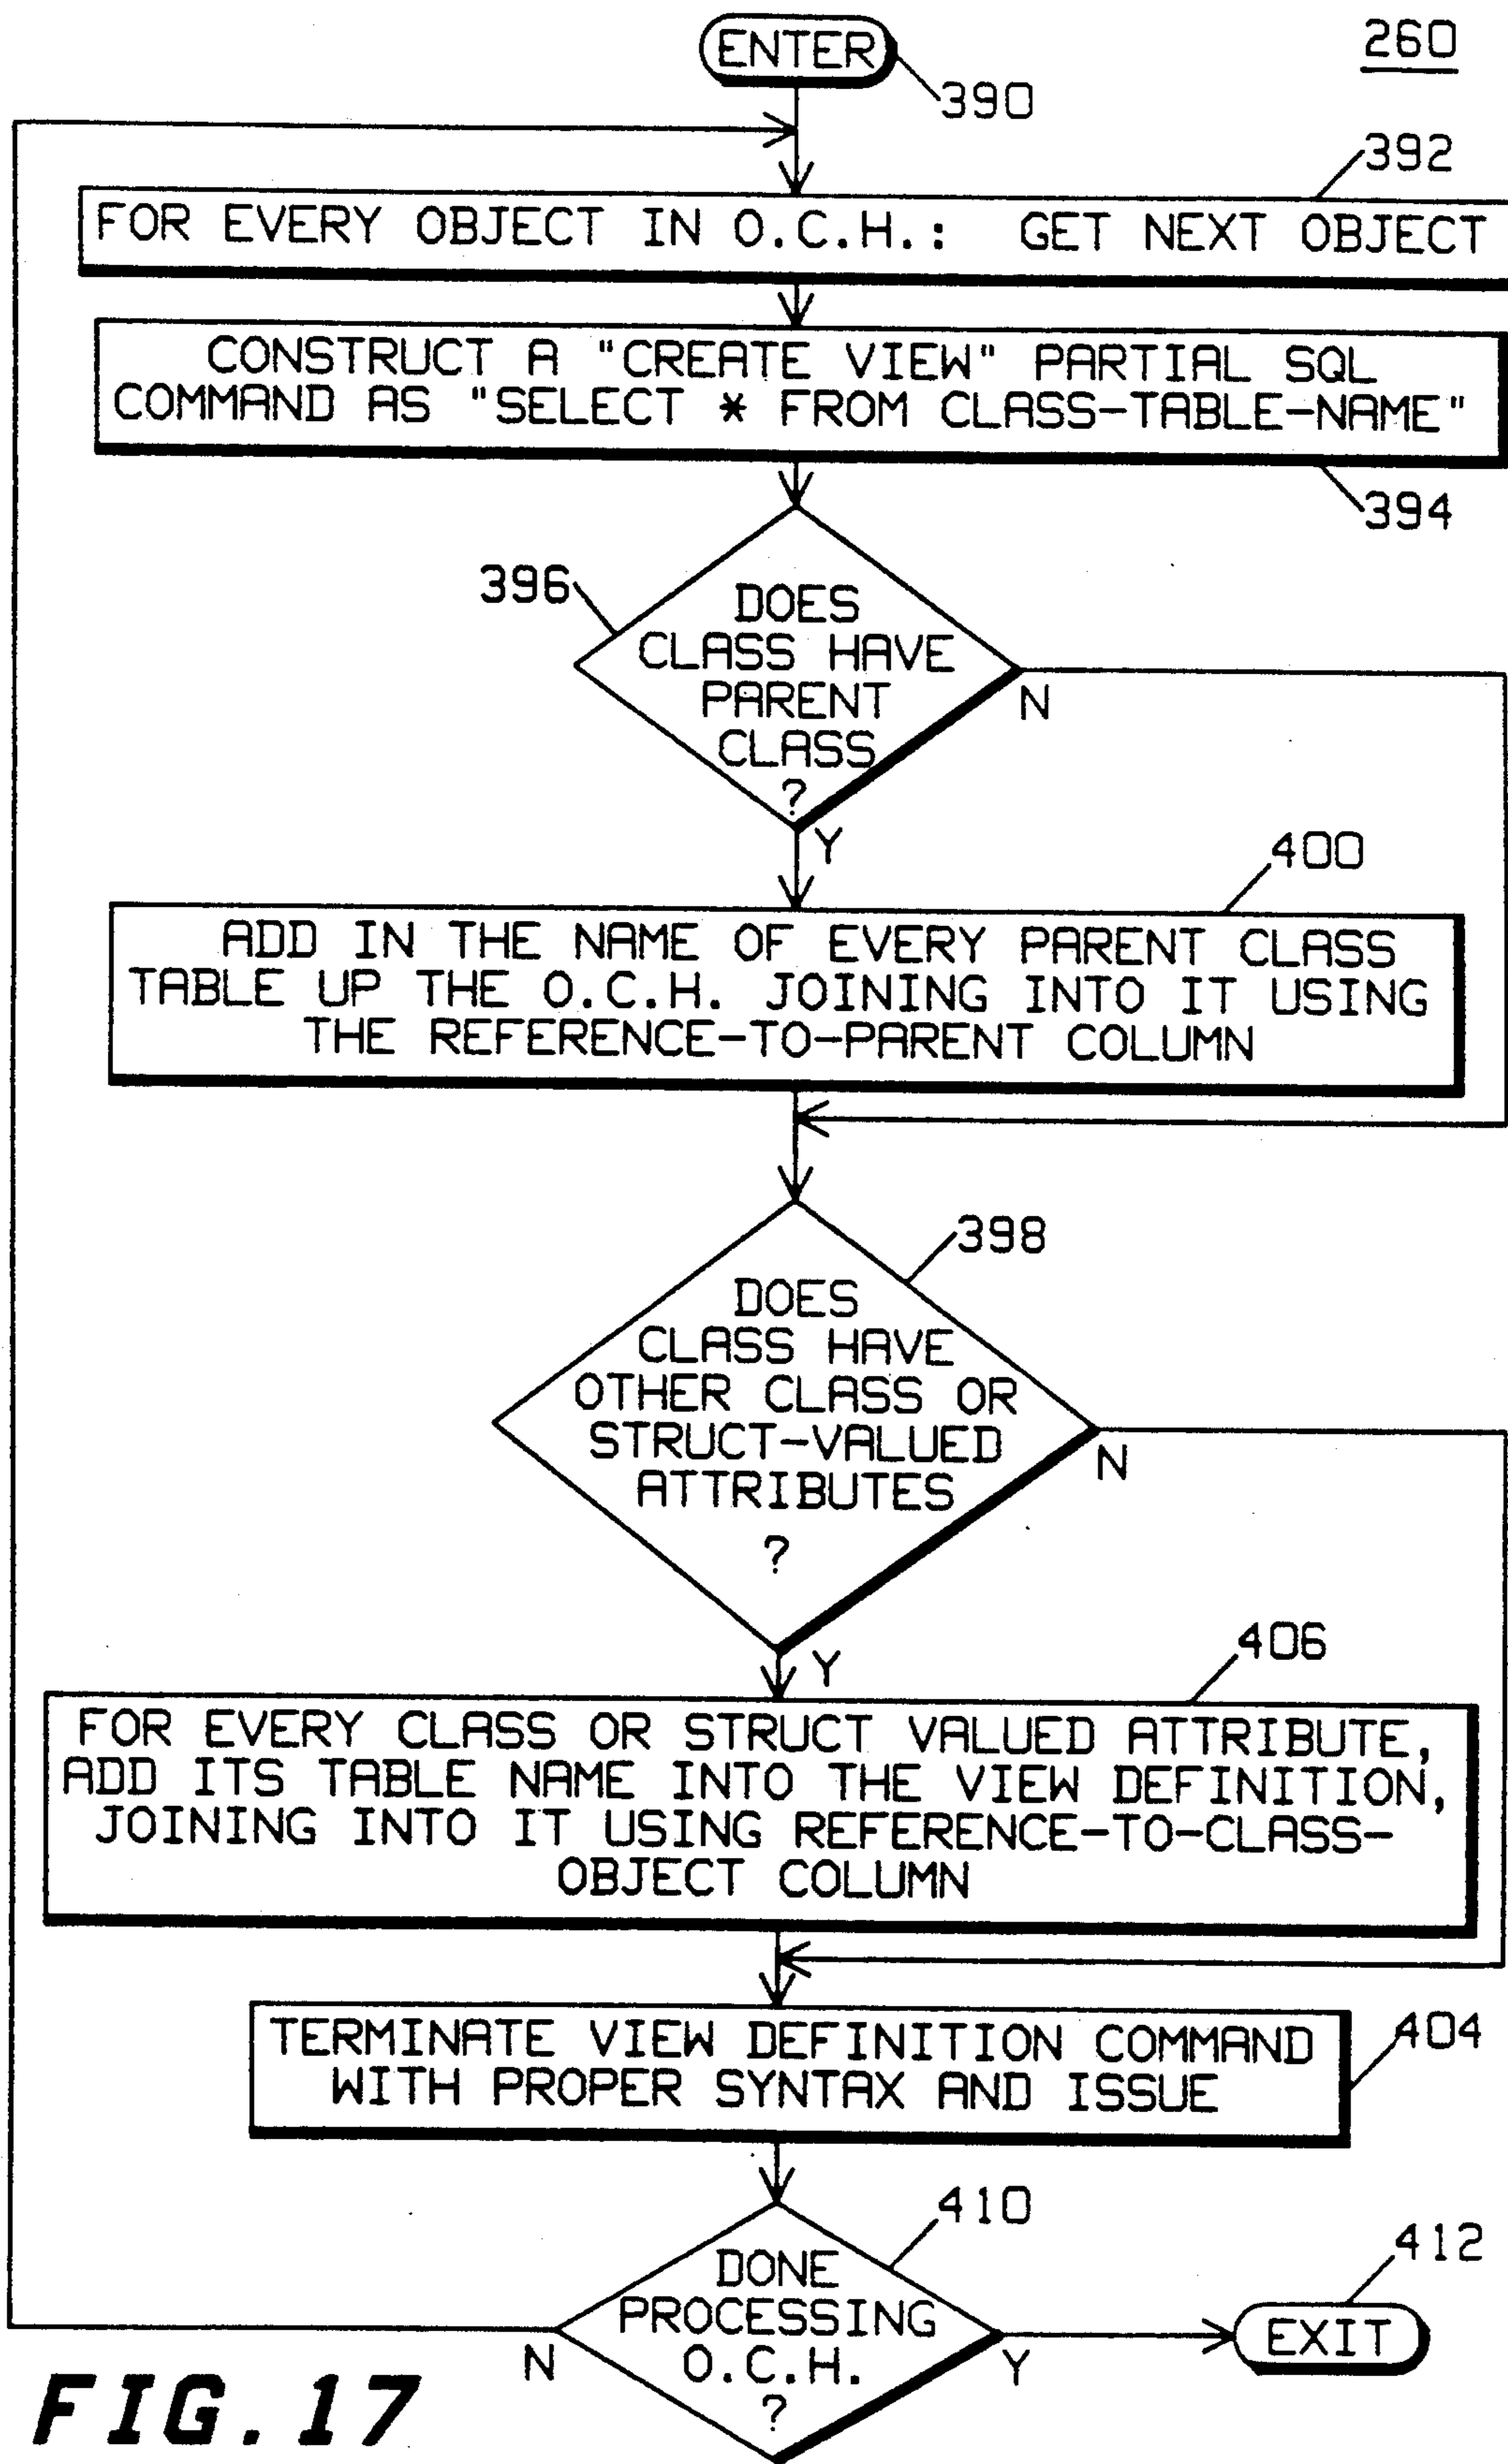 260
ENTER
390
392
FOR EVERY OBJECT IN O.C.H.: GET NEXT OBJECT
CONSTRUCT A "CREATE VIEW" PARTIAL SQL
COMMAND AS "SELECT * FROM CLASS-TABLE-NAME"
394
396
DOES
CLASS HAVE
PARENT
CLASS
?
N
Y
400
ADD IN THE NAME OF EVERY PARENT CLASS
TABLE UP THE O.C.H. JOINING INTO IT USING
THE REFERENCE-TO-PARENT COLUMN
398
DOES
CLASS HAVE
OTHER CLASS OR
STRUCT-VALUED
ATTRIBUTES
?
N
Y
406
FOR EVERY CLASS OR STRUCT VALUED ATTRIBUTE,
ADD ITS TABLE NAME INTO THE VIEW DEFINITION,
JOINING INTO IT USING REFERENCE-TO-CLASS-
OBJECT COLUMN
TERMINATE VIEW DEFINITION COMMAND
WITH PROPER SYNTAX AND ISSUE
404
410
DONE
PROCESSING
O.C.H.
?
N
Y
412
EXIT
FIG. 17